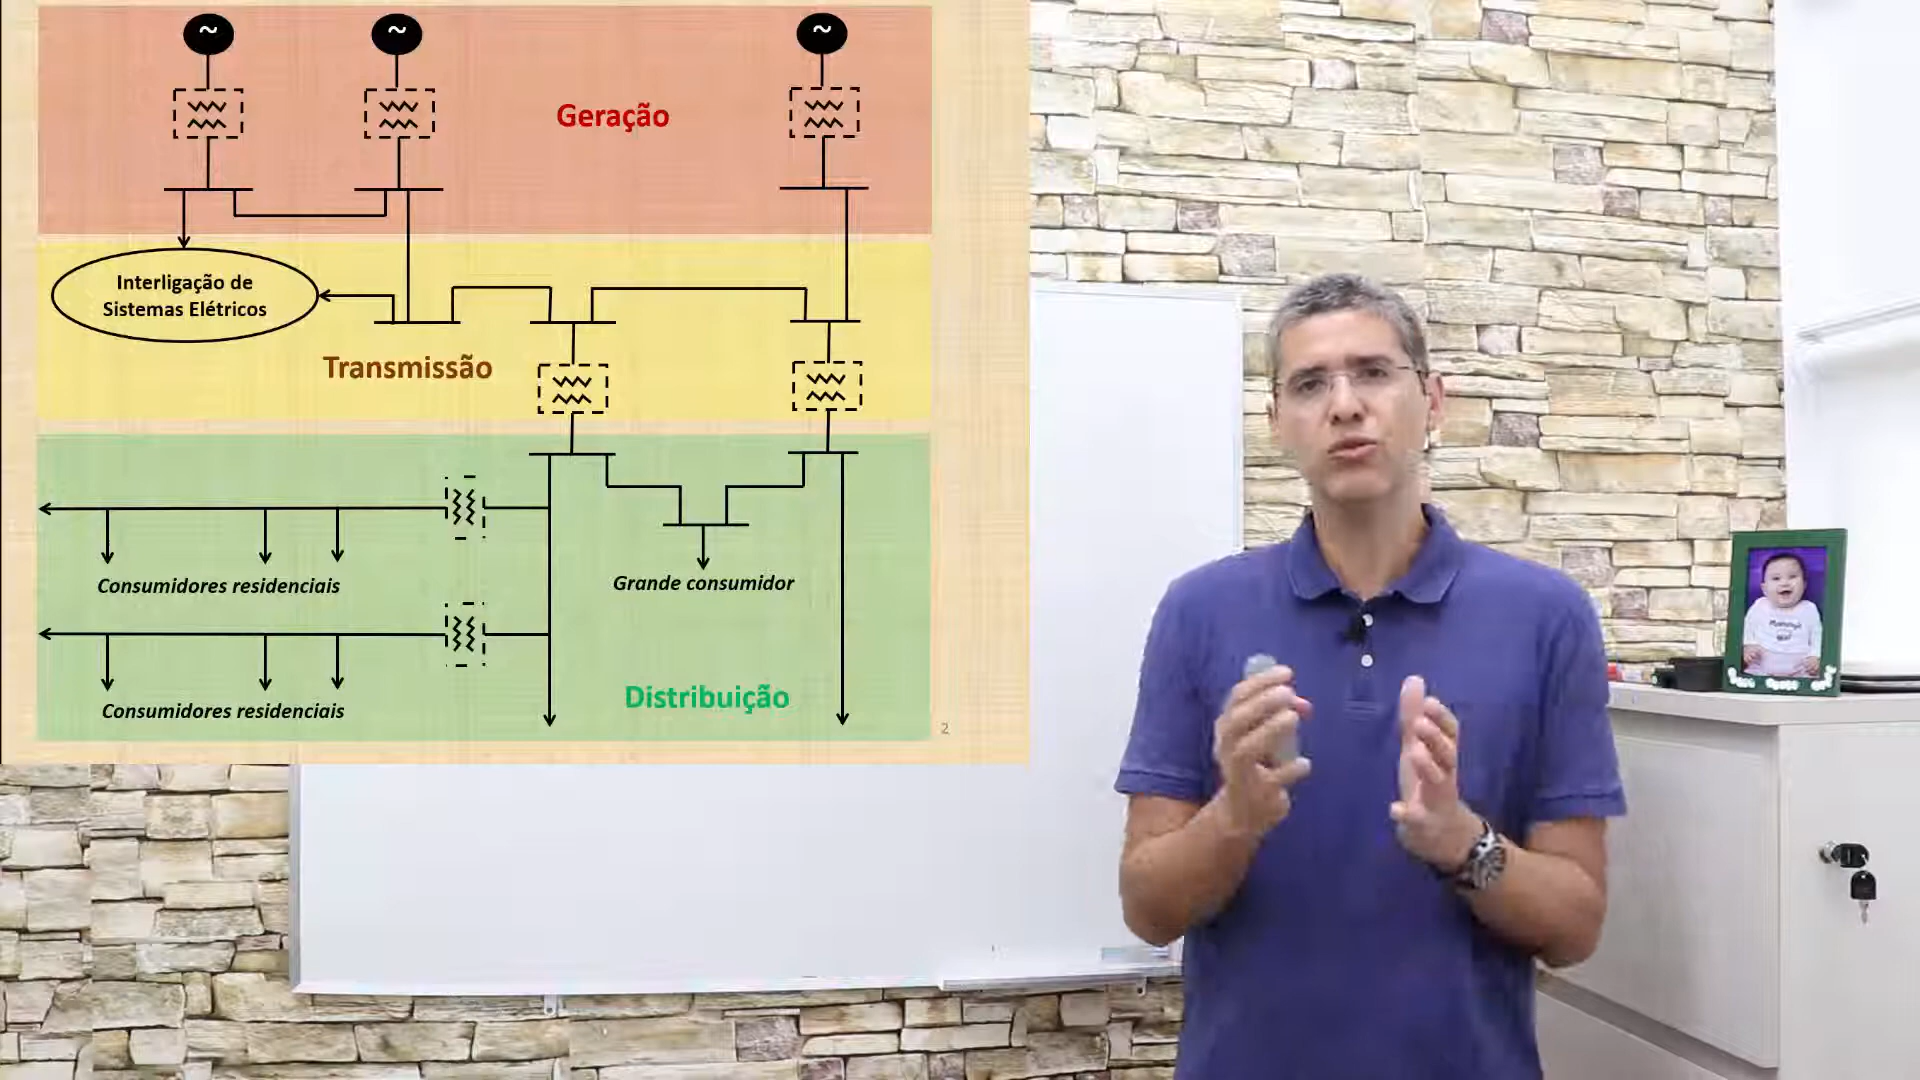 ~
~
~
Geração
Interligação de
Sistemas Elétricos
Transmissão
Consumidores residenciais
Grande consumidor
Consumidores residenciais
Distribuição
2